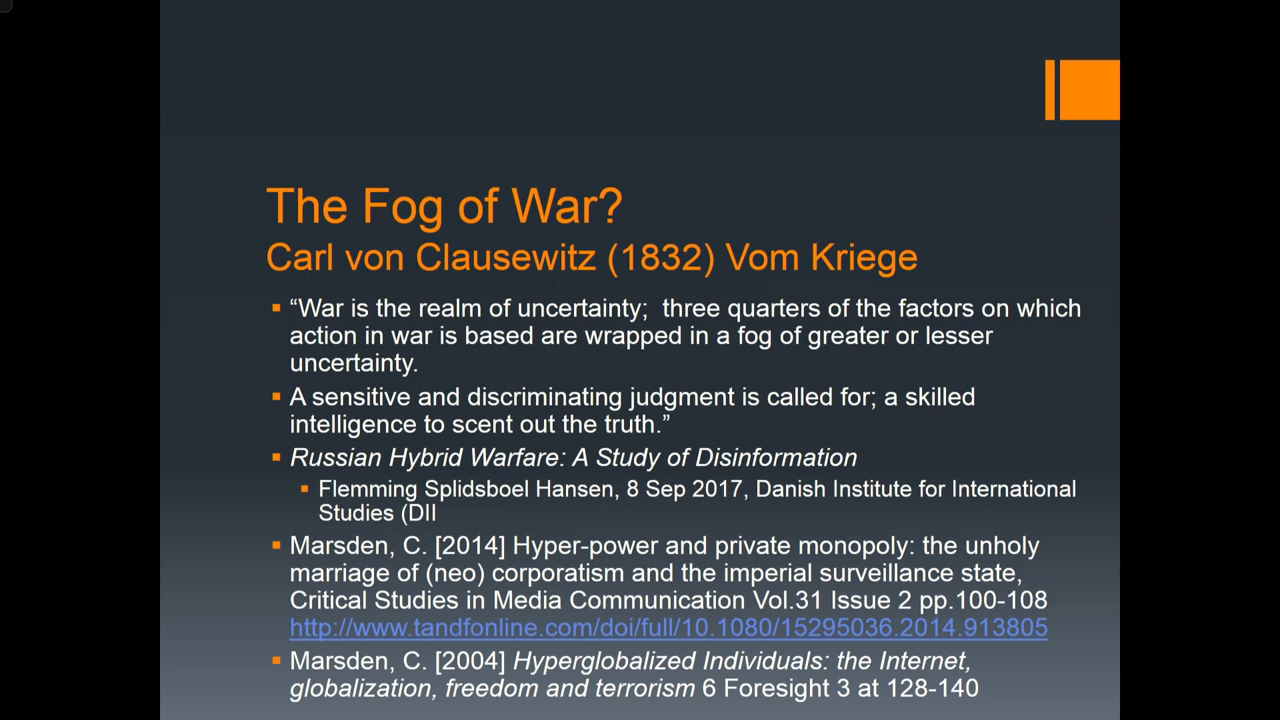 The Fog of War?
Carl von Clausewitz (1832) Vom Kriege
“War is the realm of uncertainty;  three quarters of the factors on which
action in war is based are wrapped in a fog of greater or lesser
uncertainty.
A sensitive and discriminating judgment is called for; a skilled
intelligence to scent out the truth.”
Russian Hybrid Warfare: A Study of Disinformation
Flemming Splidsboel Hansen, 8 Sep 2017, Danish Institute for International
Studies (DII
Marsden, C. [2014] Hyper-power and private monopoly: the unholy
marriage of (neo) corporatism and the imperial surveillance state,
Critical Studies in Media Communication Vol.31 Issue 2 pp.100-108
http://www.tandfonline.com/doi/full/10.1080/15295036.2014.913805
Marsden, C. [2004] Hyperglobalized Individuals: the Internet,
globalization, freedom and terrorism 6 Foresight 3 at 128-140